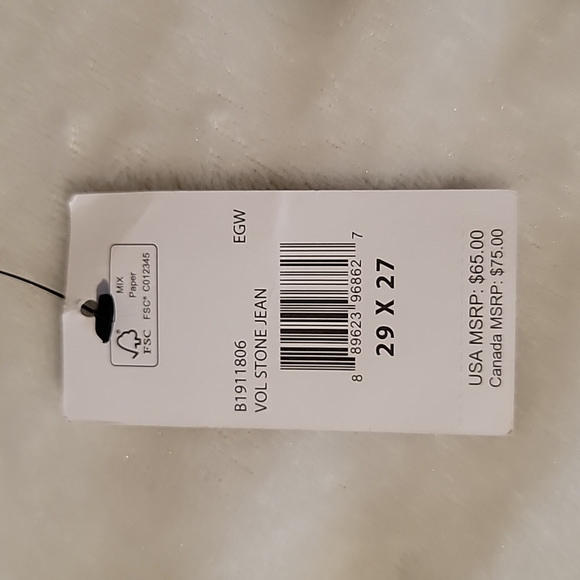 MIX
Paper
FSC® C012345
FSC
B1911806 EGW
VOL STONE JEAN
8 89623 96862 7
29 X 27
USA MSRP: $65.00
Canada MSRP: $75.00